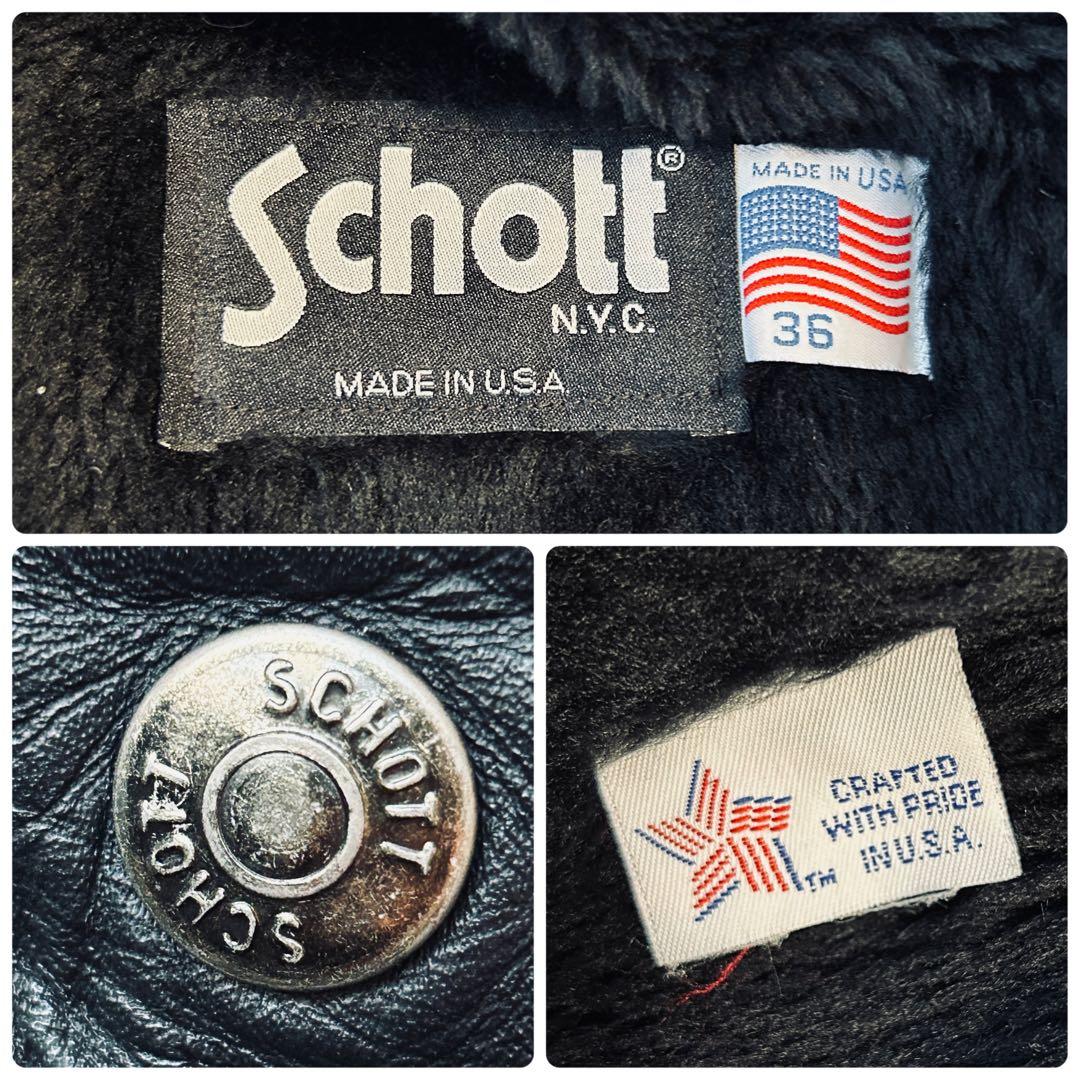 Schott®
N.Y.C.
MADE IN U.S.A
MADE IN USA
36
SCHOTT
SCHOTT
CRAFTED
WITH PRIDE
IN U.S.A.
TM